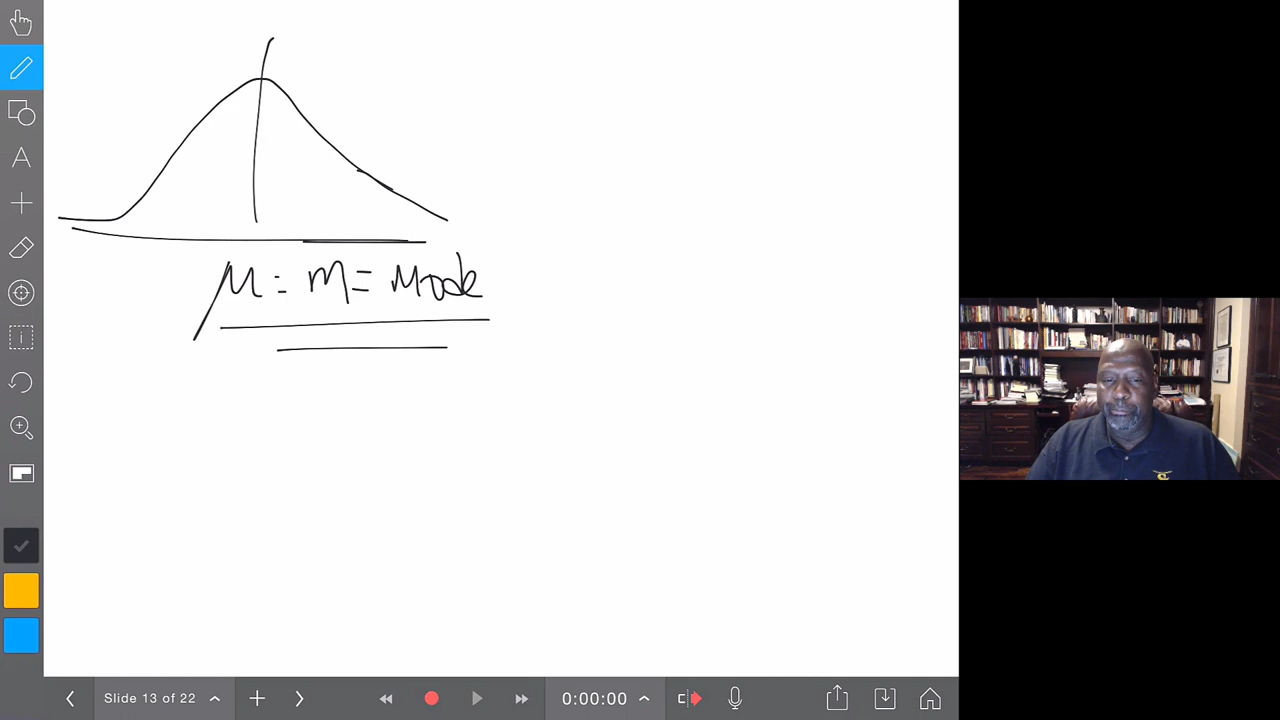 μ = m = Mode
Slide 13 of 22
0:00:00